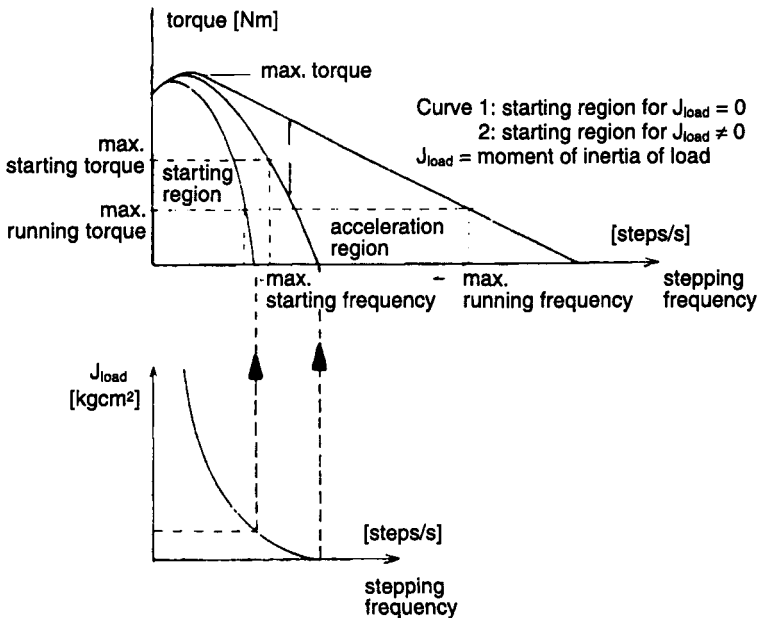 torque [Nm]
max. torque
Curve 1: starting region for Jload = 0
2: starting region for Jload ≠ 0
Jload = moment of inertia of load
max.
starting torque
starting
region
max.
running torque
acceleration
region
[steps/s]
max.
starting frequency
max.
running frequency
stepping
frequency
Jload
[kgcm²]
[steps/s]
stepping
frequency